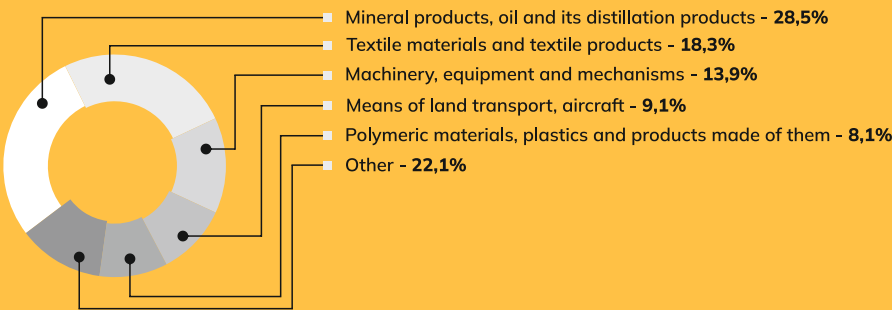 Mineral products, oil and its distillation products - 28,5%
Textile materials and textile products - 18,3%
Machinery, equipment and mechanisms - 13,9%
Means of land transport, aircraft - 9,1%
Polymeric materials, plastics and products made of them - 8,1%
Other - 22,1%